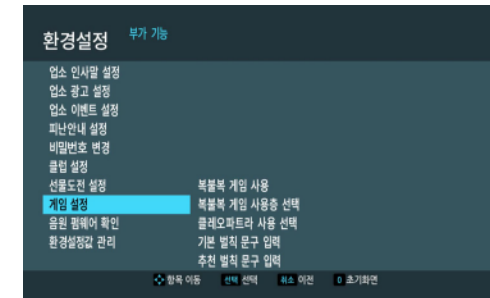 환경설정 부가 기능
업소 인사말 설정
업소 광고 설정
업소 이벤트 설정
피난안내 설정
비밀번호 변경
클럽 설정
선물도전 설정 복불복 게임 사용
게임 설정 복불복 게임 사용층 선택
음원 펌웨어 확인 클레오파트라 사용 선택
환경설정값 관리 기본 벌칙 문구 입력
추천 벌칙 문구 입력
항목 이동 선택 선택 취소 이전 0 초기화면